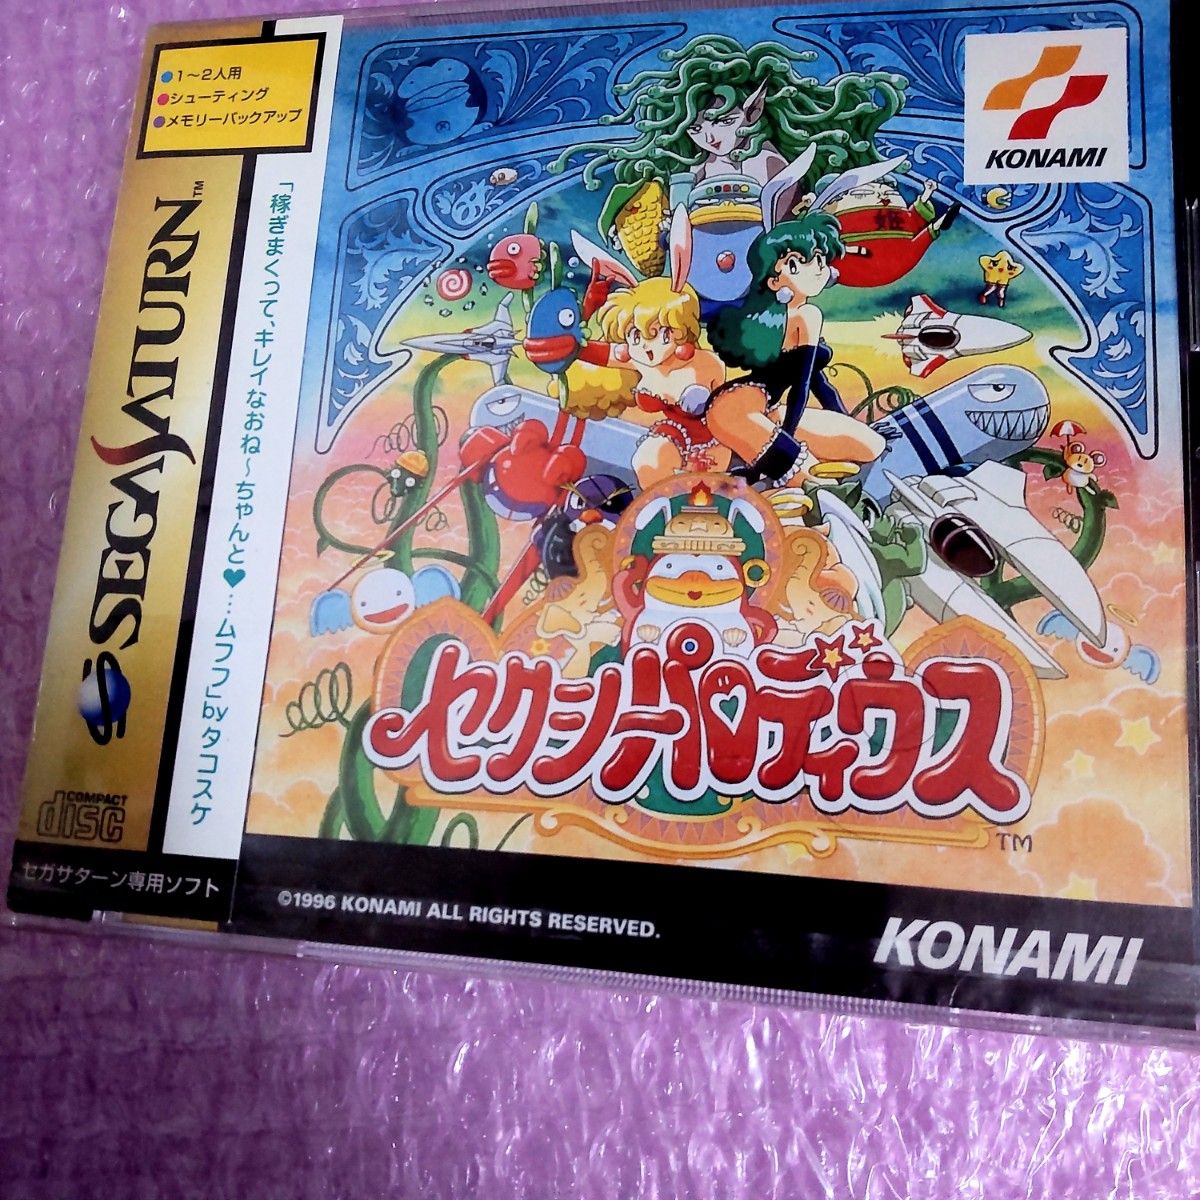 ●1〜2人用
●シューティング
●メモリーバックアップ
SEGA SATURN™
COMPACT
disc
セガサターン専用ソフト
「稼ぎまくって、キレイなおね〜ちゃんと♥…ムフフ」byタコスケ
KONAMI
セクシーパロディウス
TM
©1996 KONAMI ALL RIGHTS RESERVED.
KONAMI